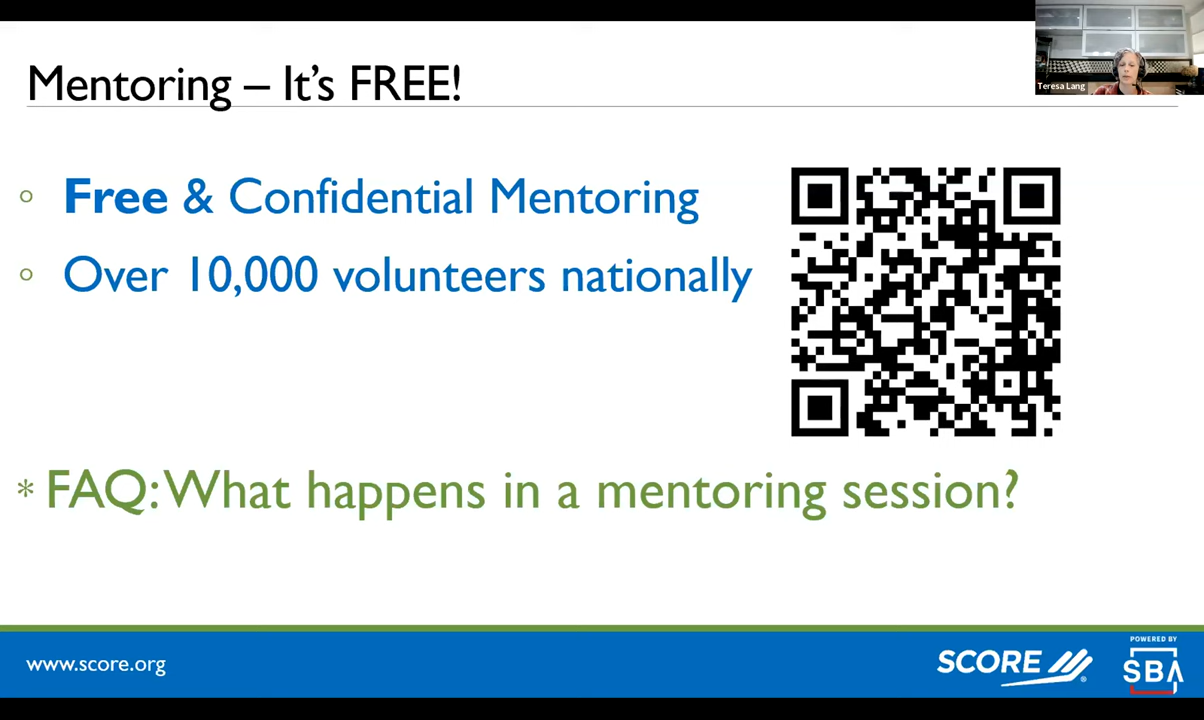 Mentoring – It's FREE!
Teresa Lang
Free & Confidential Mentoring
Over 10,000 volunteers nationally
* FAQ: What happens in a mentoring session?
www.score.org
SCORE
POWERED BY
SBA